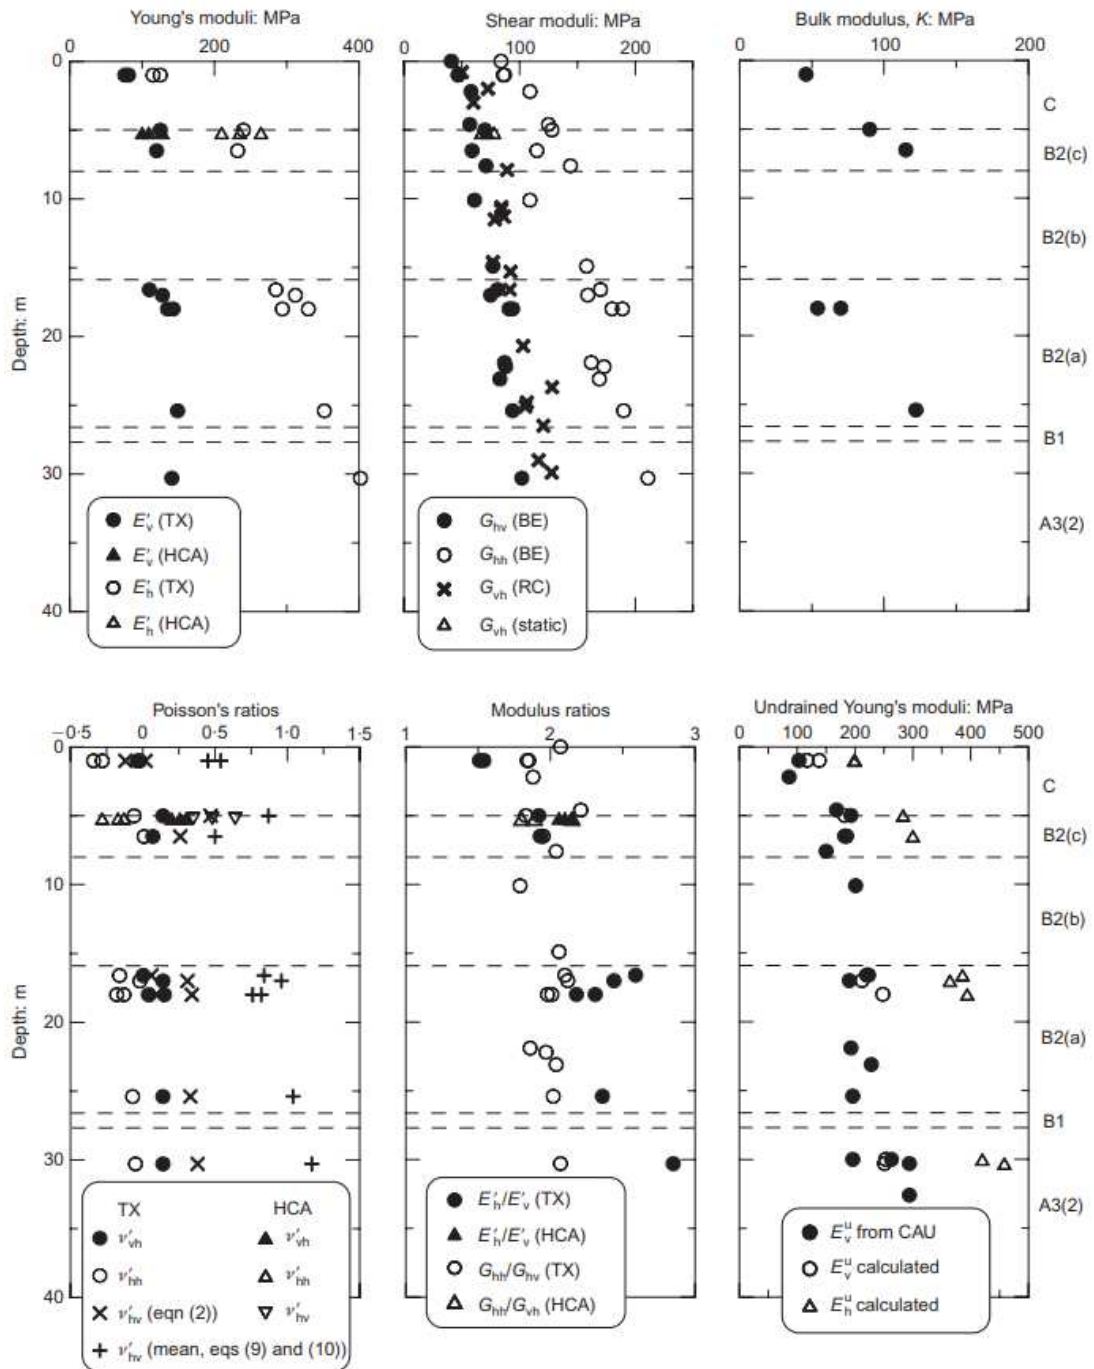 Young's moduli: MPa
0 200 400
0
10
20
30
40
Depth: m
E′v (TX)
E′v (HCA)
E′h (TX)
E′h (HCA)
Shear moduli: MPa
0 100 200
Ghv (BE)
Ghh (BE)
Gvh (RC)
Gvh (static)
Bulk modulus, K: MPa
0 100 200
C
B2(c)
B2(b)
B2(a)
B1
A3(2)
Poisson's ratios
−0·5 0 0·5 1·0 1·5
0
10
20
30
40
Depth: m
TX HCA
ν′vh ν′vh
ν′hh ν′hh
ν′hv (eqn (2)) ν′hv
ν′hv (mean, eqs (9) and (10))
Modulus ratios
1 2 3
E′h/E′v (TX)
E′h/E′v (HCA)
Ghh/Ghv (TX)
Ghh/Gvh (HCA)
Undrained Young's moduli: MPa
0 100 200 300 400 500
C
B2(c)
B2(b)
B2(a)
B1
A3(2)
Euv from CAU
Euv calculated
Euh calculated